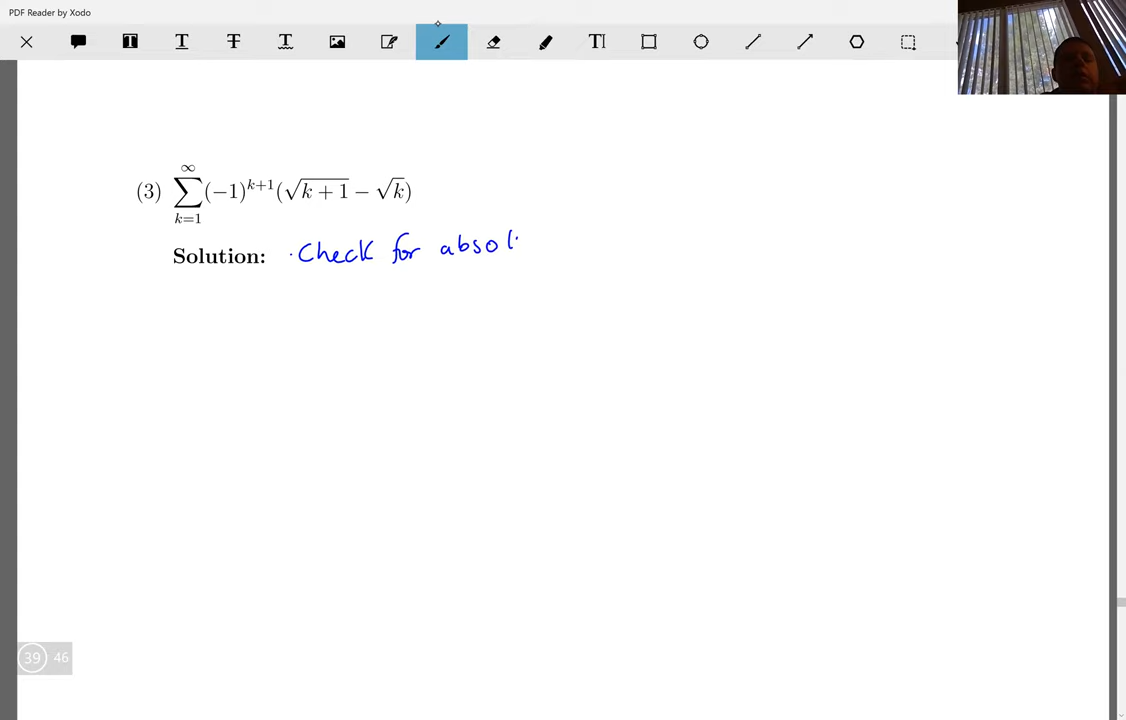 PDF Reader by Xodo
(3) ∑_{k=1}^{∞} (−1)^{k+1}(√(k+1) − √k)
Solution: · Check for absol
39 46